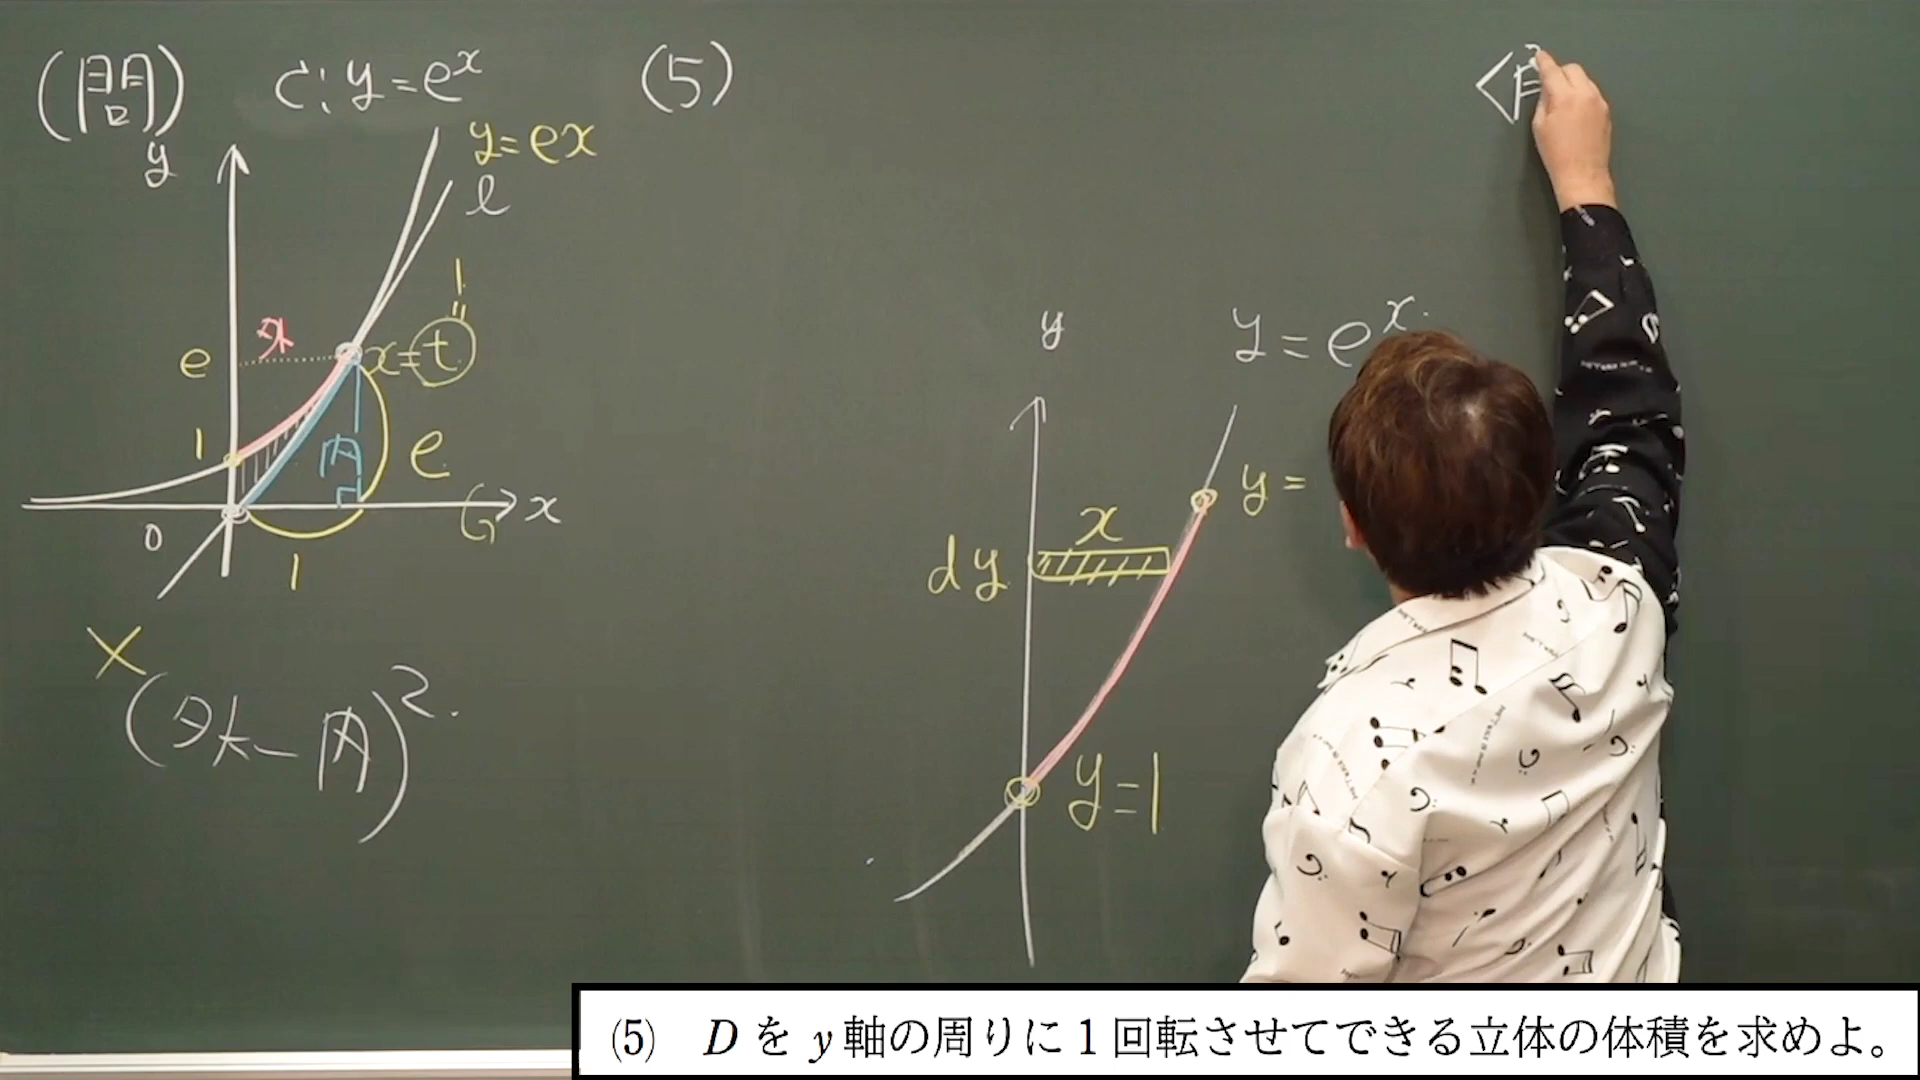 (問) C: y = e^x
y
y = ex
l
外
e
x = t
"
1
1
内
e
0
1
x
×
(外 - 内)^2.
(5)
y
y = e^x.
x
dy
y =
y = 1
(5) D を y 軸の周りに 1 回転させてできる立体の体積を求めよ。